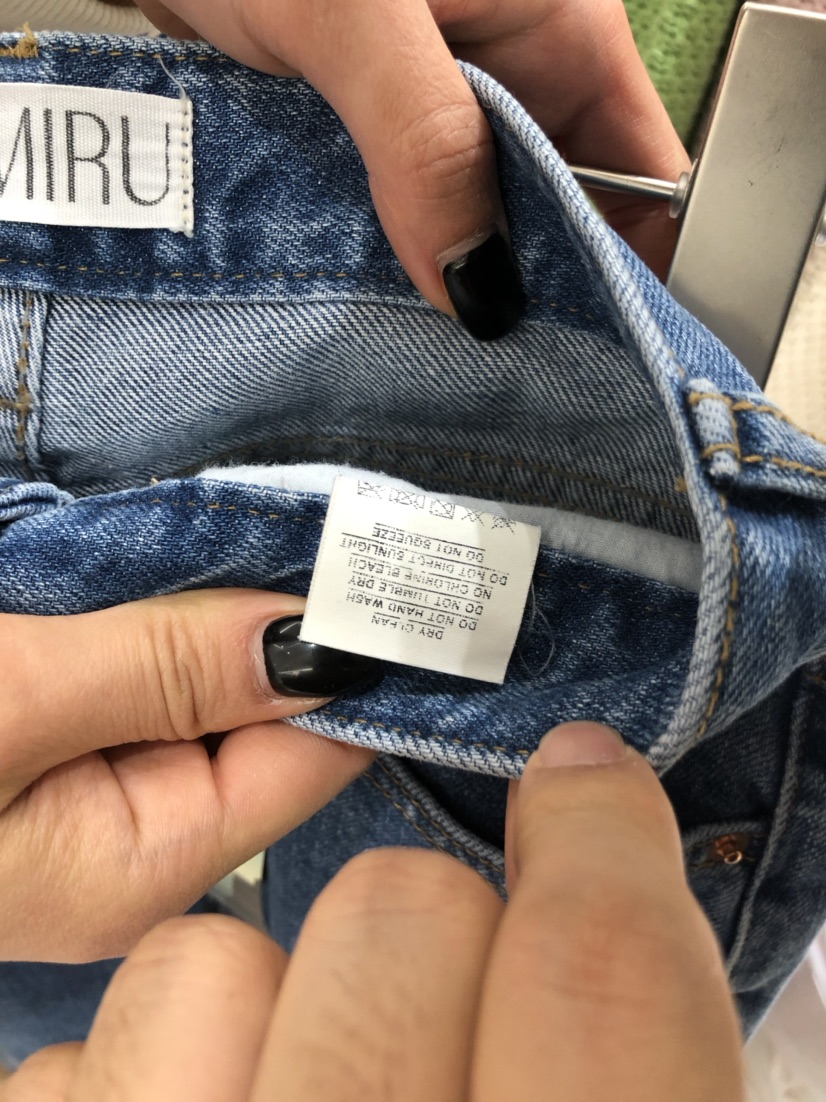 MIRU
DRY CLEAN
DO NOT HAND WASH
DO NOT TUMBLE DRY
NO CHLORINE BLEACH
DO NOT DIRECT SUNLIGHT
DO NOT SQUEEZE